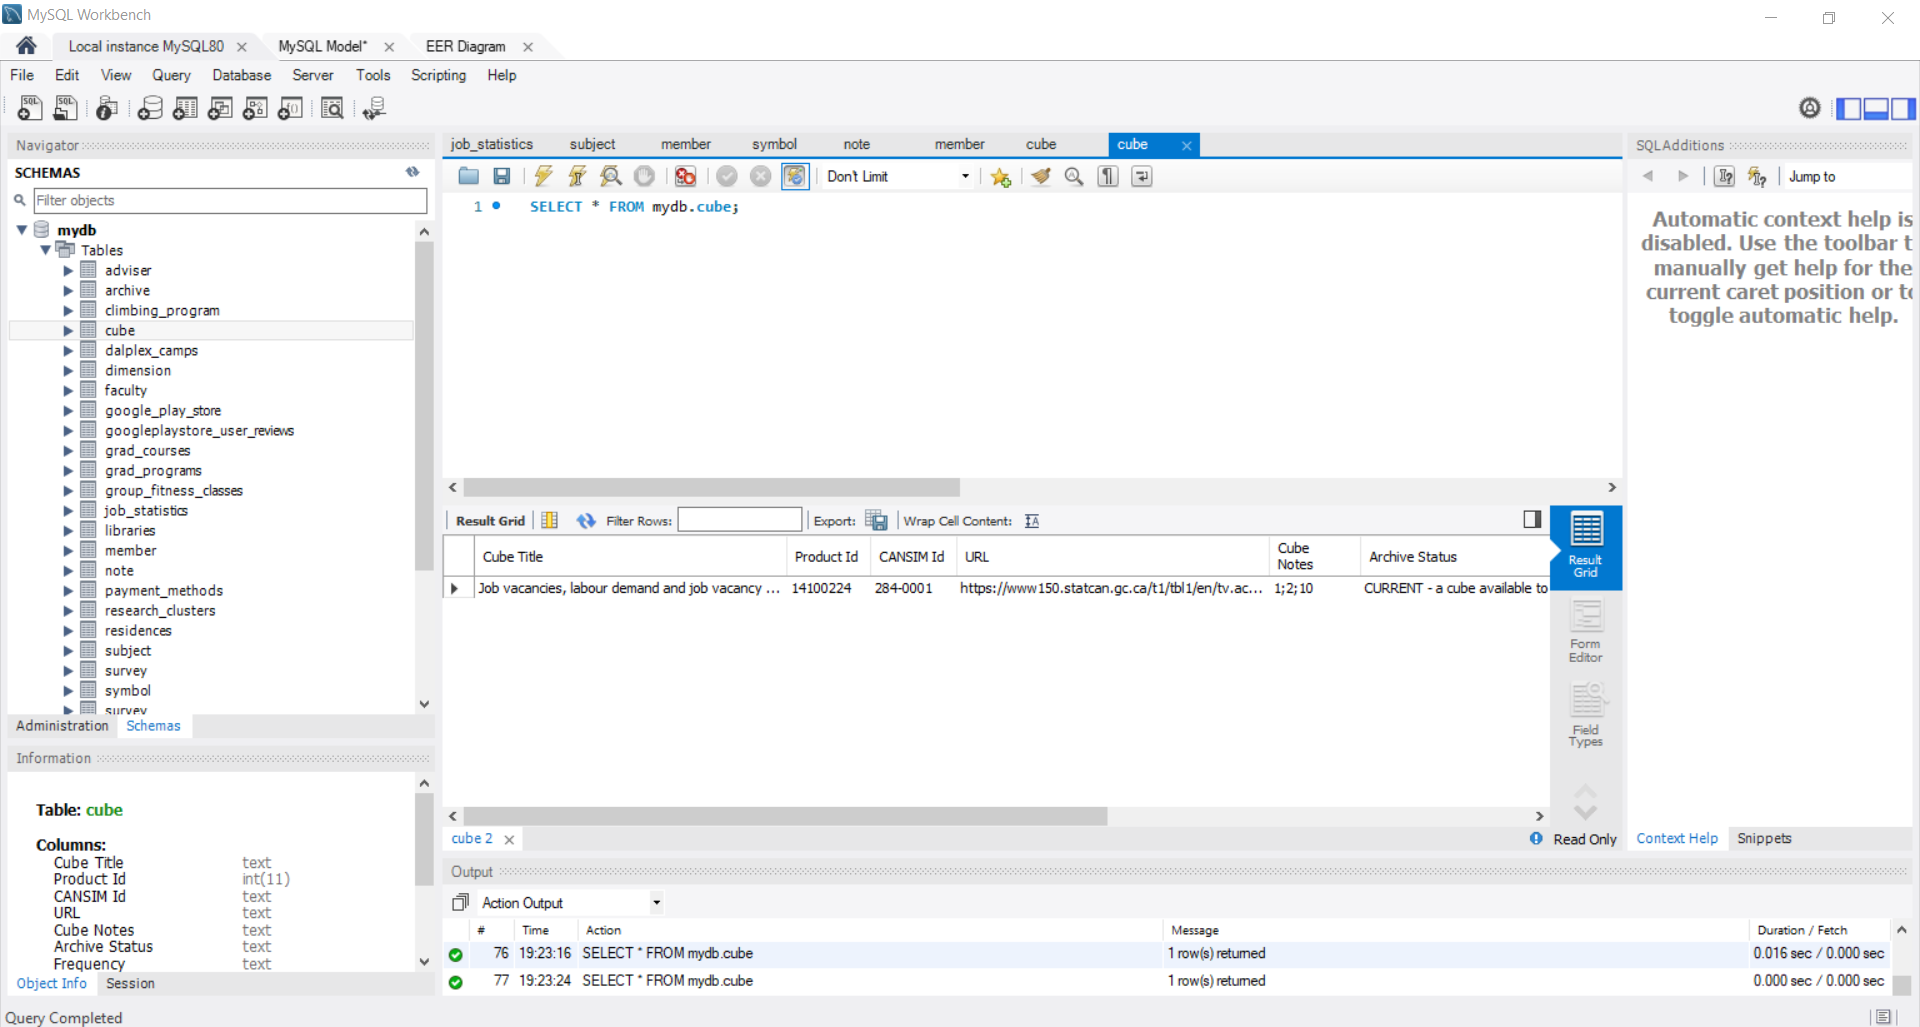 MySQL Workbench
Local instance MySQL80
MySQL Model*
EER Diagram
File Edit View Query Database Server Tools Scripting Help
Navigator
SCHEMAS
Filter objects
mydb
Tables
adviser
archive
climbing_program
cube
dalplex_camps
dimension
faculty
google_play_store
googleplaystore_user_reviews
grad_courses
grad_programs
group_fitness_classes
job_statistics
libraries
member
note
payment_methods
research_clusters
residences
subject
survey
symbol
survey
Administration Schemas
Information
Table: cube
Columns:
Cube Title text
Product Id int(11)
CANSIM Id text
URL text
Cube Notes text
Archive Status text
Frequency text
Object Info Session
Query Completed
job_statistics subject member symbol note member cube cube
Don't Limit
1 SELECT * FROM mydb.cube;
Result Grid Filter Rows: Export: Wrap Cell Content:
Cube Title Product Id CANSIM Id URL Cube Notes Archive Status
Job vacancies, labour demand and job vacancy ... 14100224 284-0001 https://www150.statcan.gc.ca/t1/tbl1/en/tv.ac... 1;2;10 CURRENT - a cube available to
Result Grid
Form Editor
Field Types
cube 2
Read Only
Output
Action Output
# Time Action Message Duration / Fetch
76 19:23:16 SELECT * FROM mydb.cube 1 row(s) returned 0.016 sec / 0.000 sec
77 19:23:24 SELECT * FROM mydb.cube 1 row(s) returned 0.000 sec / 0.000 sec
SQLAdditions
Jump to
Automatic context help is
disabled. Use the toolbar t
manually get help for the
current caret position or to
toggle automatic help.
Context Help Snippets